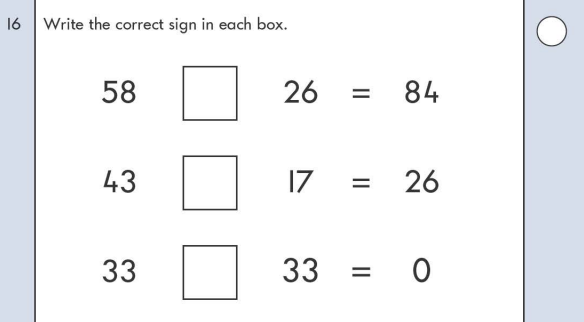 16 Write the correct sign in each box.
58 26 = 84
43 17 = 26
33 33 = 0